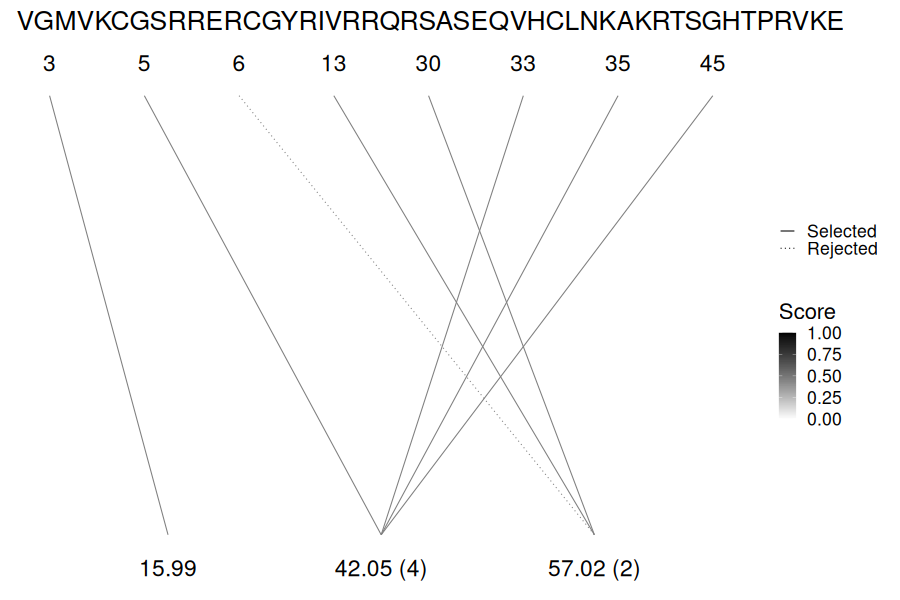 VGMVKCGSRRERCGYRIVRRQRSASEQVHCLNKAKRTSGHTPRVKE
3 5 6 13 30 33 35 45
Selected
Rejected
Score
1.00
0.75
0.50
0.25
0.00
15.99 42.05 (4) 57.02 (2)